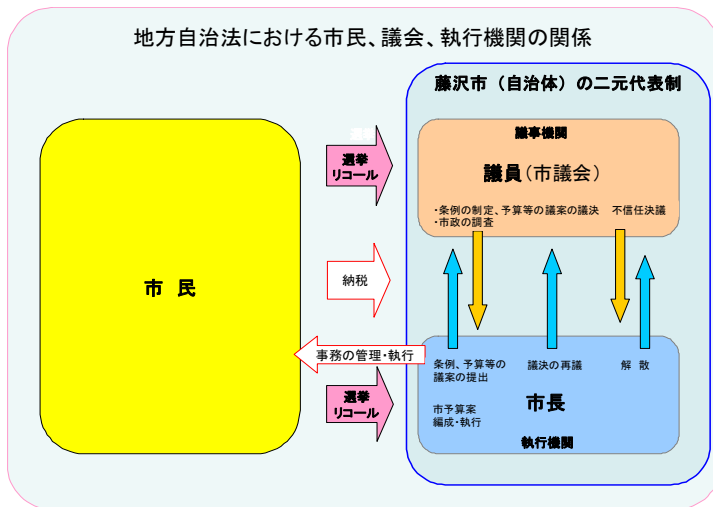 地方自治法における市民、議会、執行機関の関係
藤沢市（自治体）の二元代表制
議事機関
議員(市議会)
・条例の制定、予算等の議案の議決
・市政の調査
不信任決議
選挙
リコール
市 民
納税
事務の管理・執行
条例、予算等の
議案の提出
議決の再議
解 散
市長
市予算案
編成・執行
選挙
リコール
執行機関